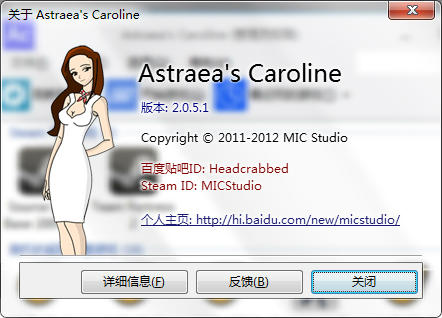 关于 Astraea's Caroline
Astraea's Caroline
版本: 2.0.5.1
Copyright © 2011-2012 MIC Studio
百度贴吧ID: Headcrabbed
Steam ID: MICStudio
个人主页: http://hi.baidu.com/new/micstudio/
详细信息(F)
反馈(B)
关闭